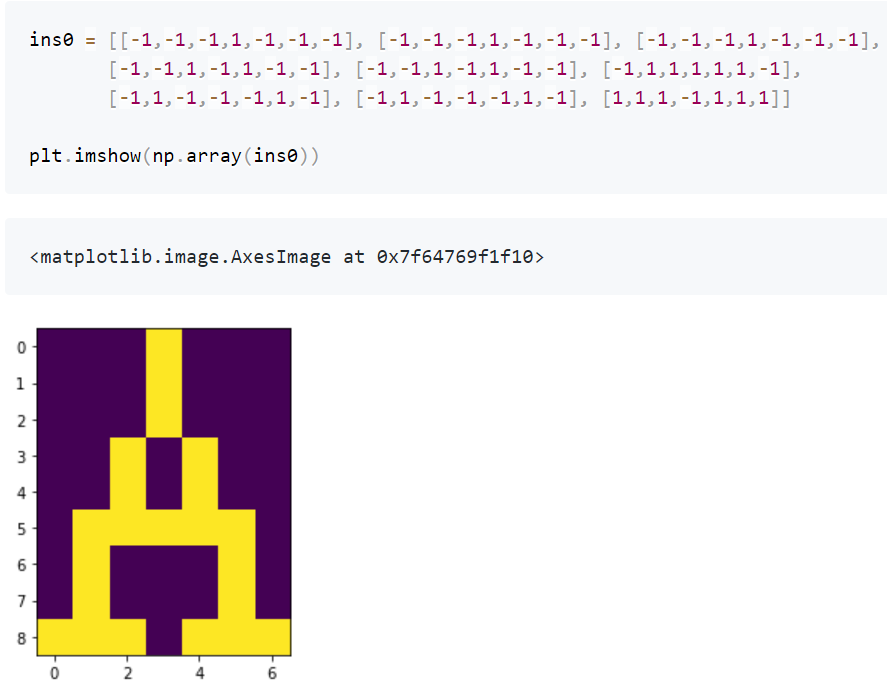 ins0 = [[-1,-1,-1,1,-1,-1,-1], [-1,-1,-1,1,-1,-1,-1], [-1,-1,-1,1,-1,-1,-1],
[-1,-1,1,-1,1,-1,-1], [-1,-1,1,-1,1,-1,-1], [-1,1,1,1,1,1,-1],
[-1,1,-1,-1,-1,1,-1], [-1,1,-1,-1,-1,1,-1], [1,1,1,-1,1,1,1]]
plt.imshow(np.array(ins0))
<matplotlib.image.AxesImage at 0x7f64769f1f10>
0
1
2
3
4
5
6
7
8
0 2 4 6